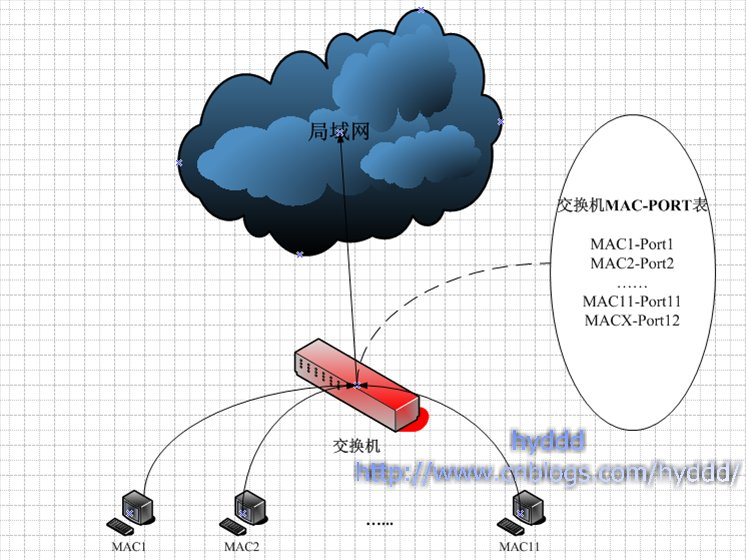 局域网
交换机MAC-PORT表
MAC1-Port1
MAC2-Port2
……
MAC11-Port11
MACX-Port12
交换机
hyddd
http://www.cnblogs.com/hyddd/
……
MAC1
MAC2
MAC11